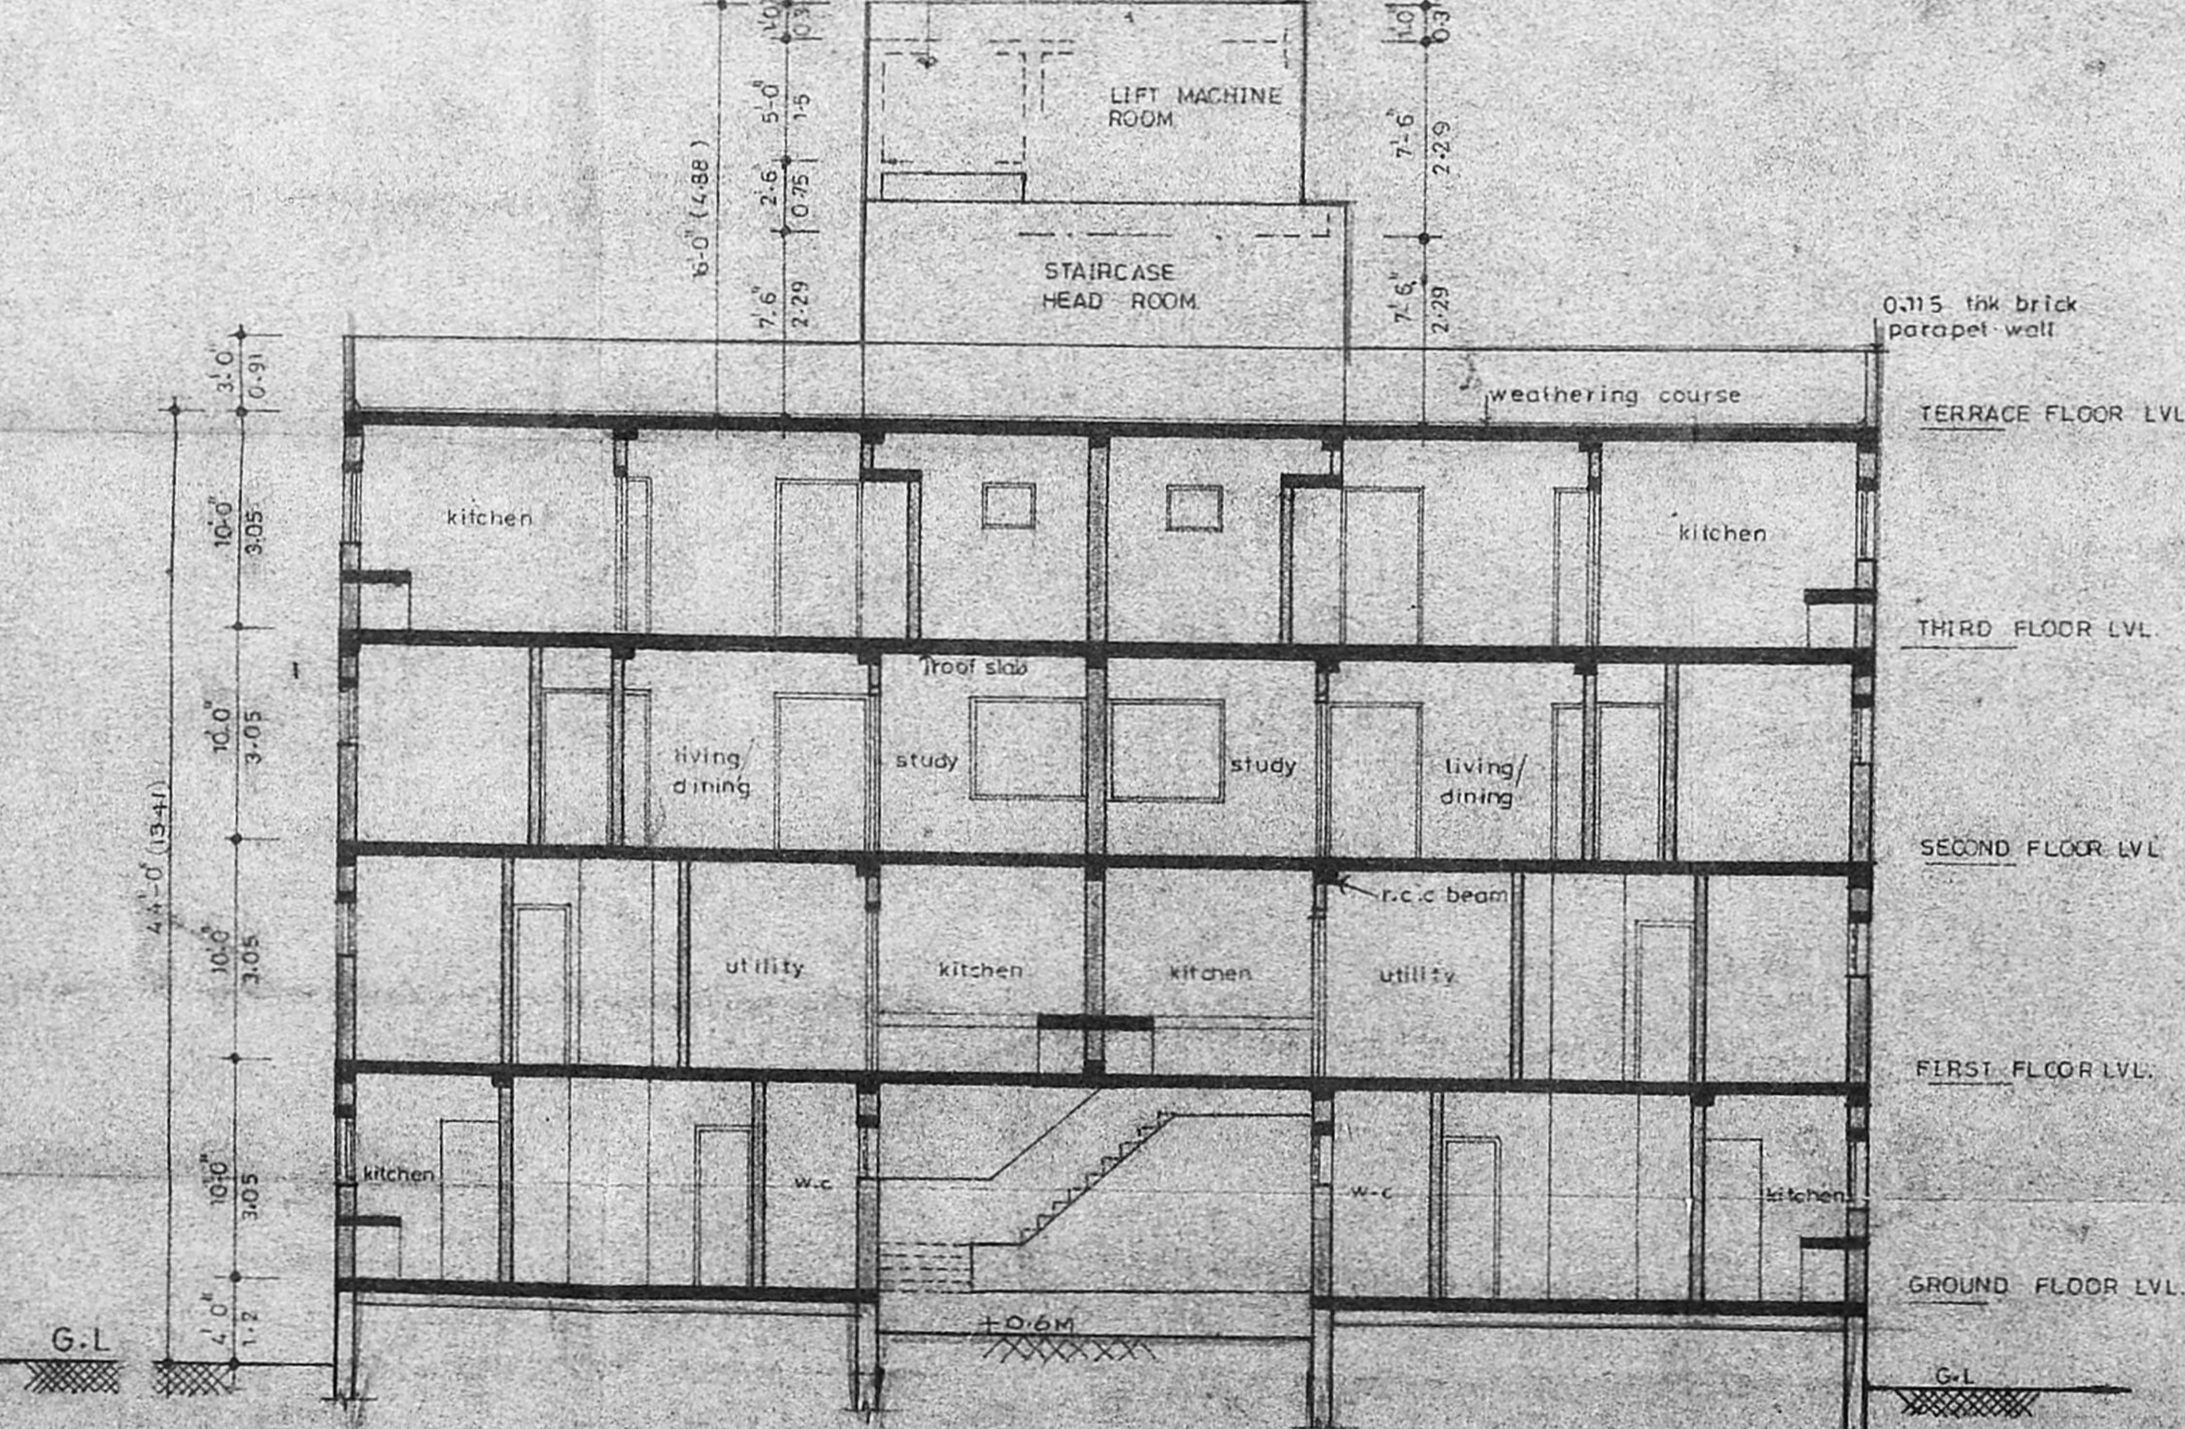 1'.0"
0.3
1'.0"
0.3
5'-0"
1.5
LIFT MACHINE
ROOM
7'-6"
2.29
16'-0" (4.88)
2'.6"
0.75
STAIRCASE
HEAD ROOM
7'.6"
2.29
7'-6"
2.29
0.115 thk brick
parapet wall
3'.0"
0.91
weathering course
TERRACE FLOOR LVL
10'-0"
3.05
kitchen
kitchen
THIRD FLOOR LVL.
roof slab
10'.0"
3.05
living/
dining
study
study
living/
dining
44'-0" (13.41)
SECOND FLOOR LVL
r.c.c beam
10'-0"
3.05
utility
kitchen
kitchen
utility
FIRST FLOOR LVL.
10'-0"
3.05
kitchen
w.c
w-c
kitchen
GROUND FLOOR LVL.
4'.0"
1.2
G.L
+0.6M
G.L